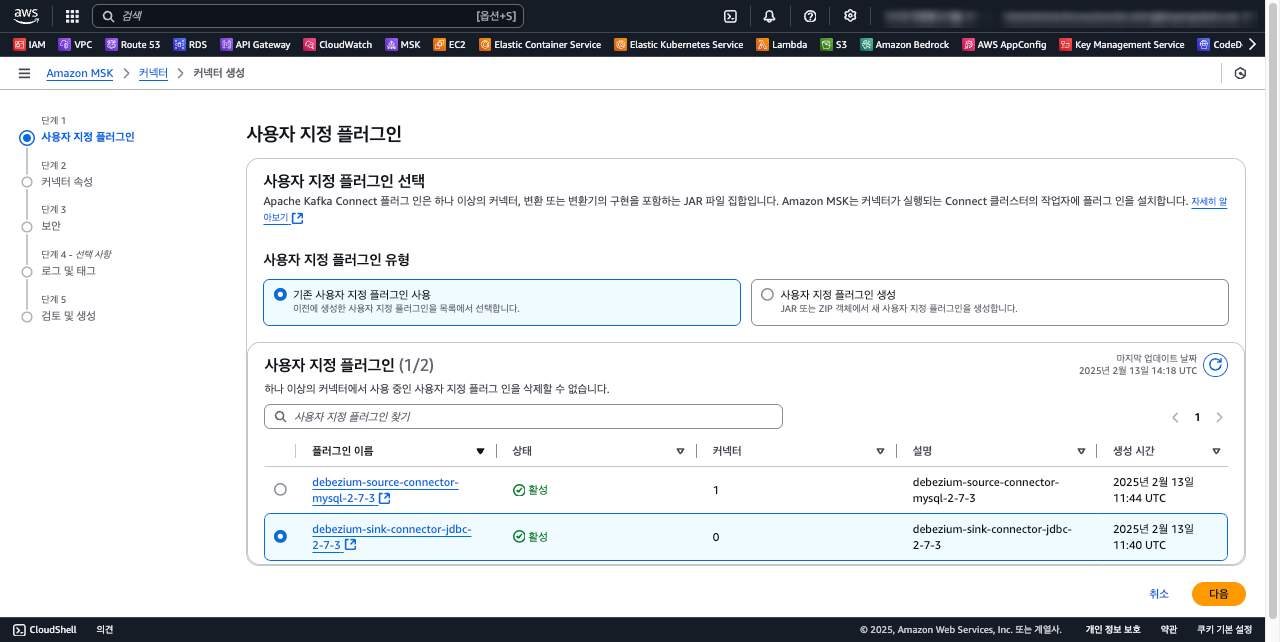 aws
검색
[옵션+S]
IAM
VPC
Route 53
RDS
API Gateway
CloudWatch
MSK
EC2
Elastic Container Service
Elastic Kubernetes Service
Lambda
S3
Amazon Bedrock
AWS AppConfig
Key Management Service
CodeD
Amazon MSK
커넥터
커넥터 생성
단계 1
사용자 지정 플러그인
단계 2
커넥터 속성
단계 3
보안
단계 4 - 선택 사항
로그 및 태그
단계 5
검토 및 생성
사용자 지정 플러그인
사용자 지정 플러그인 선택
Apache Kafka Connect 플러그 인은 하나 이상의 커넥터, 변환 또는 변환기의 구현을 포함하는 JAR 파일 집합입니다. Amazon MSK는 커넥터가 실행되는 Connect 클러스터의 작업자에 플러그 인을 설치합니다. 자세히 알
아보기
사용자 지정 플러그인 유형
기존 사용자 지정 플러그인 사용
이전에 생성한 사용자 지정 플러그인을 목록에서 선택합니다.
사용자 지정 플러그인 생성
JAR 또는 ZIP 객체에서 새 사용자 지정 플러그인을 생성합니다.
사용자 지정 플러그인 (1/2)
하나 이상의 커넥터에서 사용 중인 사용자 지정 플러그 인을 삭제할 수 없습니다.
마지막 업데이트 날짜
2025년 2월 13일 14:18 UTC
사용자 지정 플러그인 찾기
1
플러그인 이름
상태
커넥터
설명
생성 시간
debezium-source-connector-
mysql-2-7-3
활성
1
debezium-source-connector-
mysql-2-7-3
2025년 2월 13일
11:44 UTC
debezium-sink-connector-jdbc-
2-7-3
활성
0
debezium-sink-connector-jdbc-
2-7-3
2025년 2월 13일
11:40 UTC
취소
다음
CloudShell
의견
© 2025, Amazon Web Services, Inc. 또는 계열사.
개인 정보 보호
약관
쿠키 기본 설정